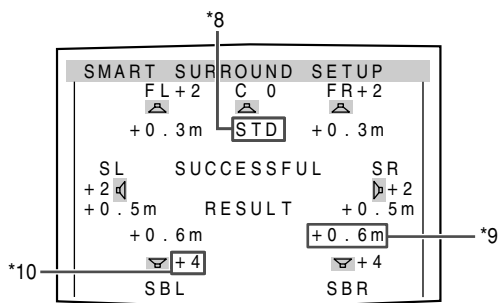 *8
SMART SURROUND SETUP
FL+2 C 0 FR+2
+0.3m STD +0.3m
SL SUCCESSFUL SR
+2 +2
+0.5m RESULT +0.5m
+0.6m +0.6m *9
*10 +4 +4
SBL SBR